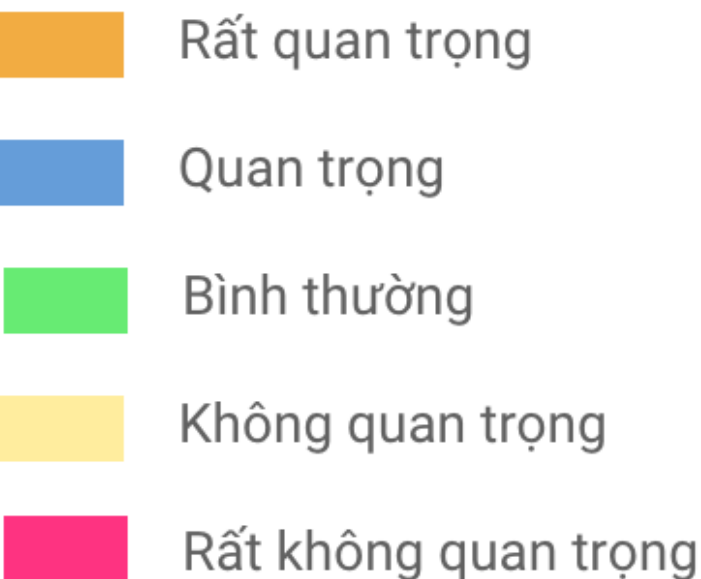 Rất quan trọng
Quan trọng
Bình thường
Không quan trọng
Rất không quan trọng